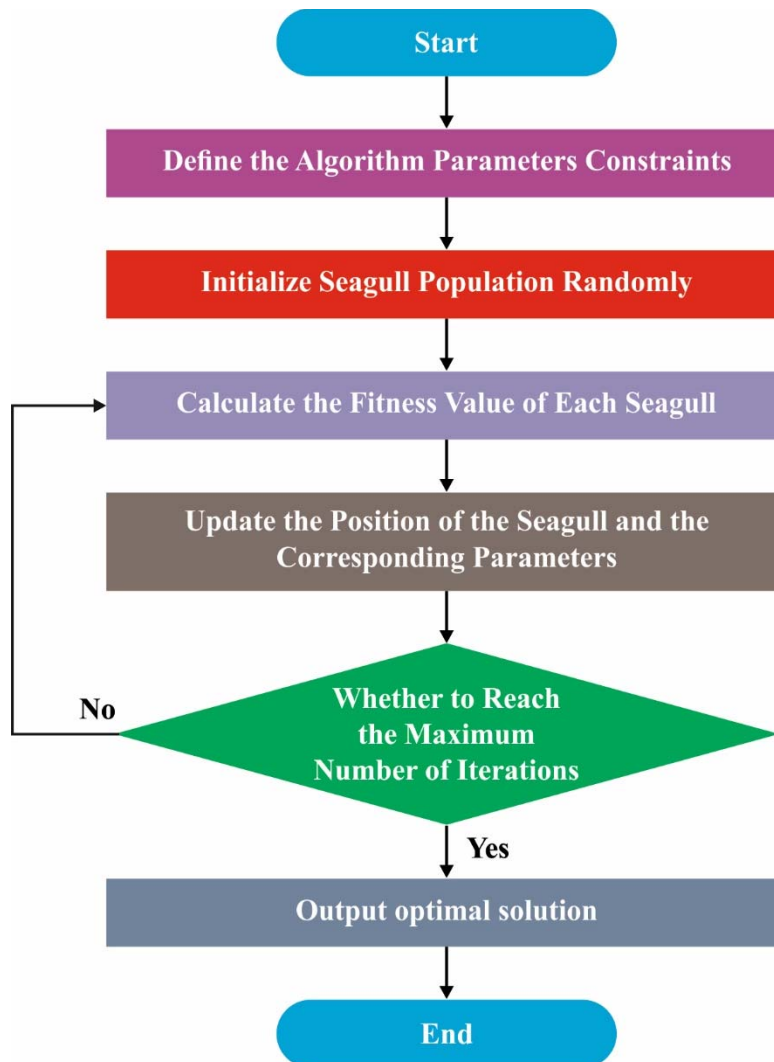 Start
Define the Algorithm Parameters Constraints
Initialize Seagull Population Randomly
Calculate the Fitness Value of Each Seagull
Update the Position of the Seagull and the
Corresponding Parameters
Whether to Reach
the Maximum
Number of Iterations
No
Yes
Output optimal solution
End